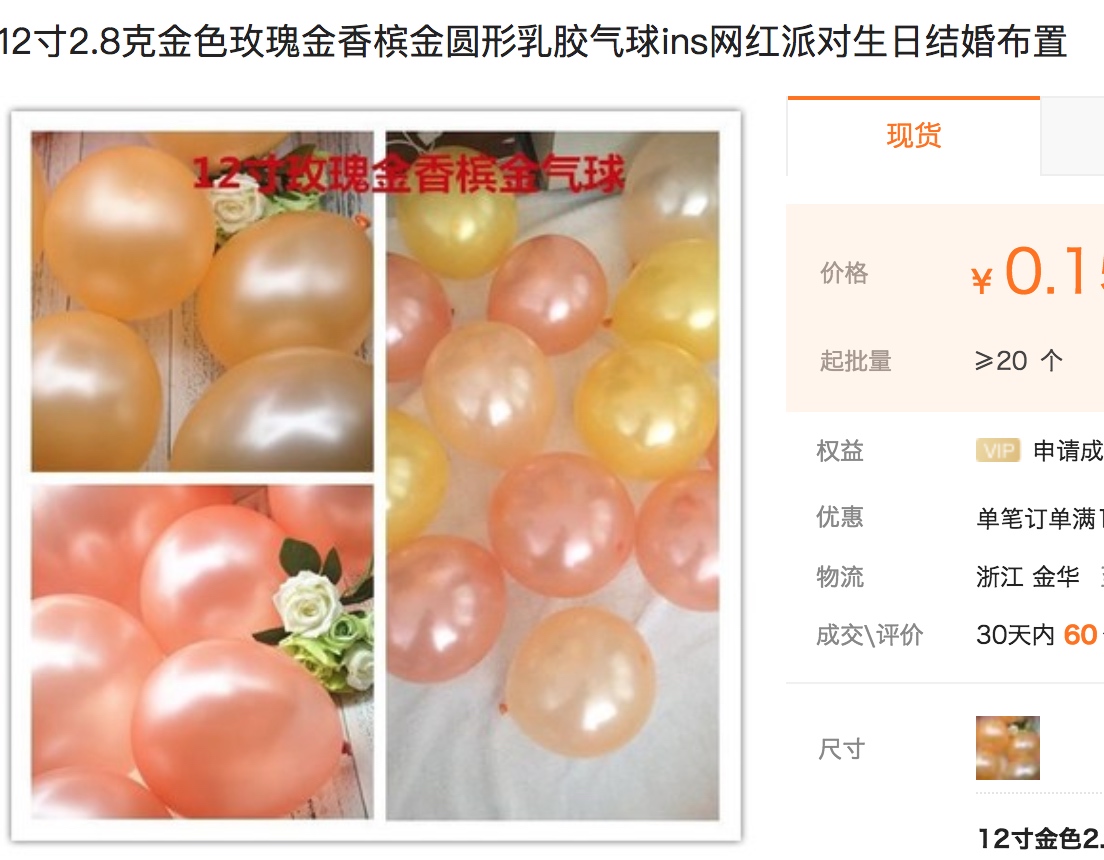 12寸2.8克金色玫瑰金香槟金圆形乳胶气球ins网红派对生日结婚布置
12寸玫瑰金香槟金气球
现货
价格 ¥ 0.15
起批量 ≥20 个
权益 VIP 申请成
优惠 单笔订单满1
物流 浙江 金华
成交\评价 30天内 60
尺寸
12寸金色2.